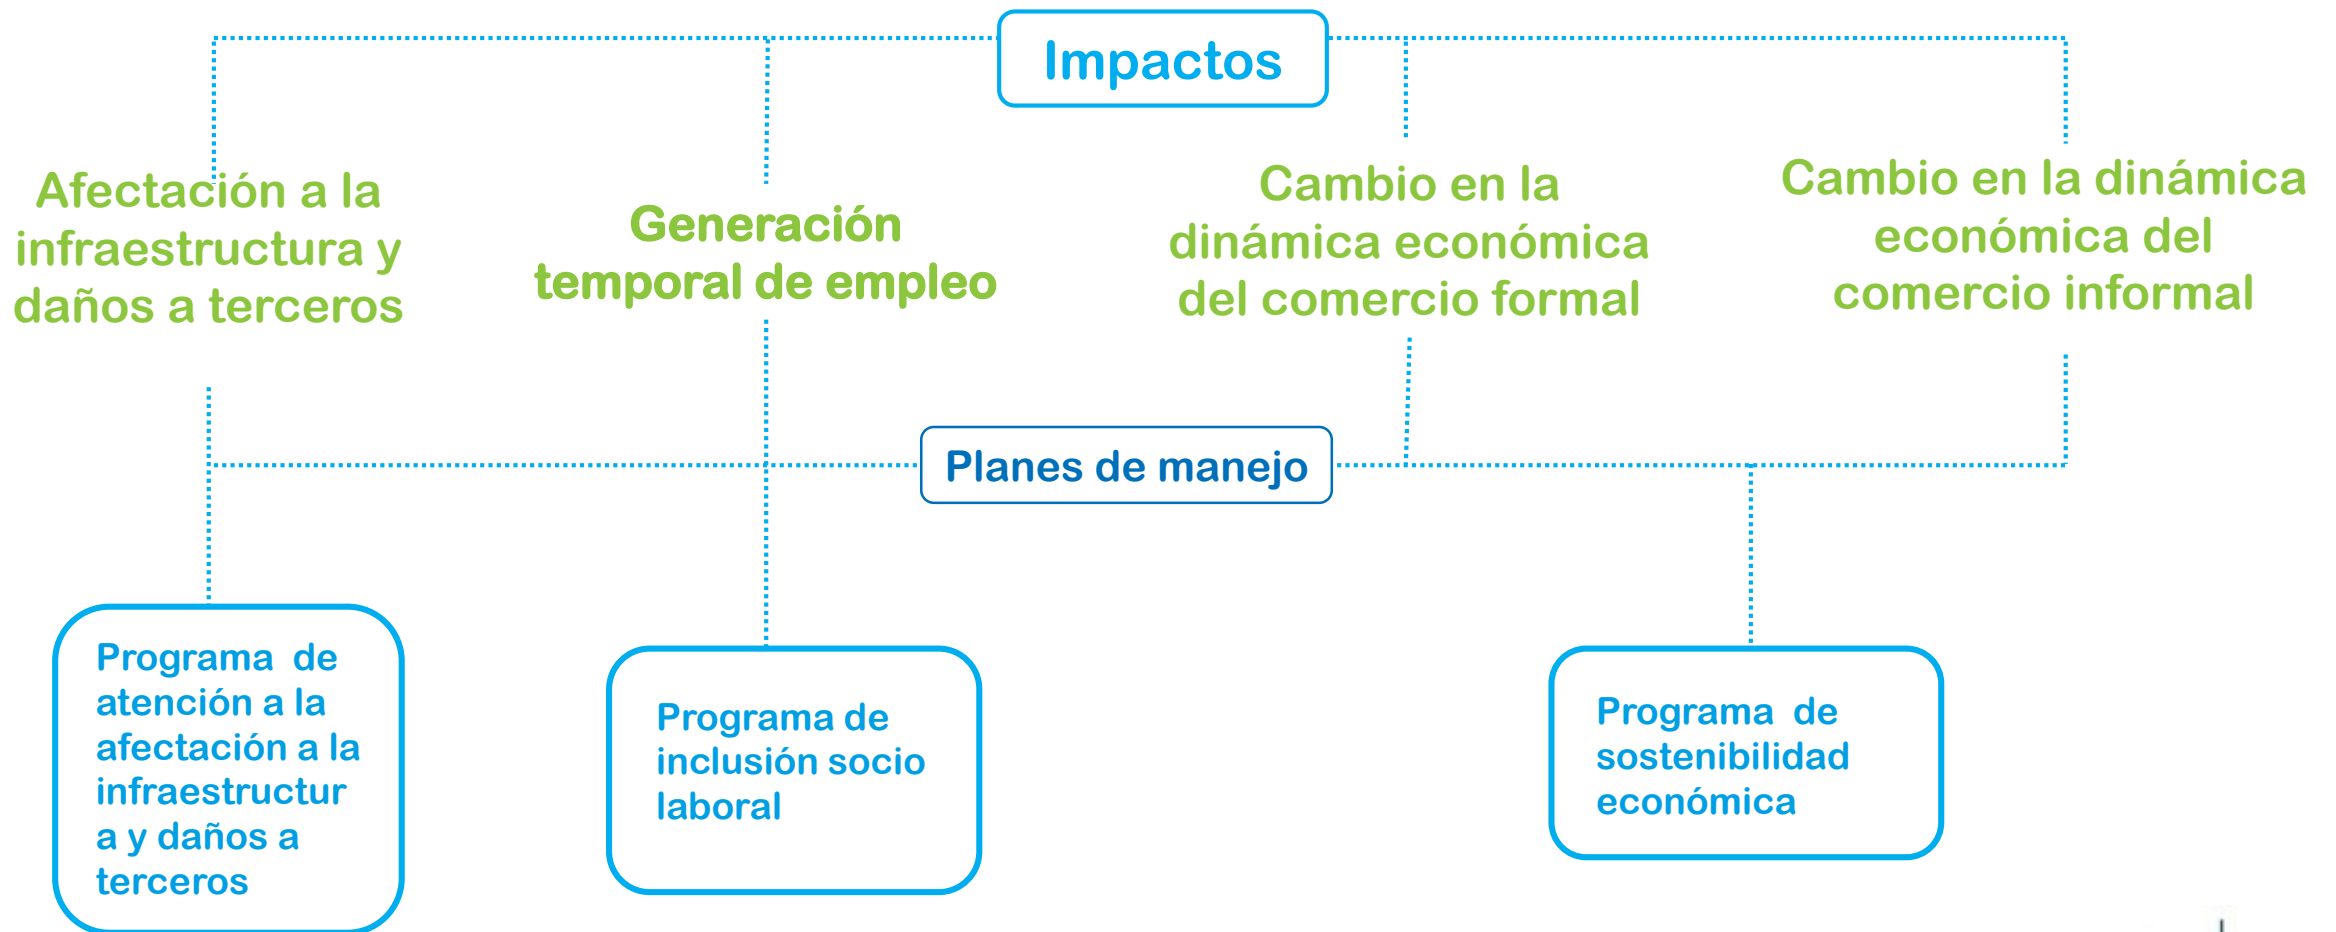 Impactos
Afectación a la
infraestructura y
daños a terceros
Generación
temporal de empleo
Cambio en la
dinámica económica
del comercio formal
Cambio en la dinámica
económica del
comercio informal
Planes de manejo
Programa de
atención a la
afectación a la
infraestructur
a y daños a
terceros
Programa de
inclusión socio
laboral
Programa de
sostenibilidad
económica